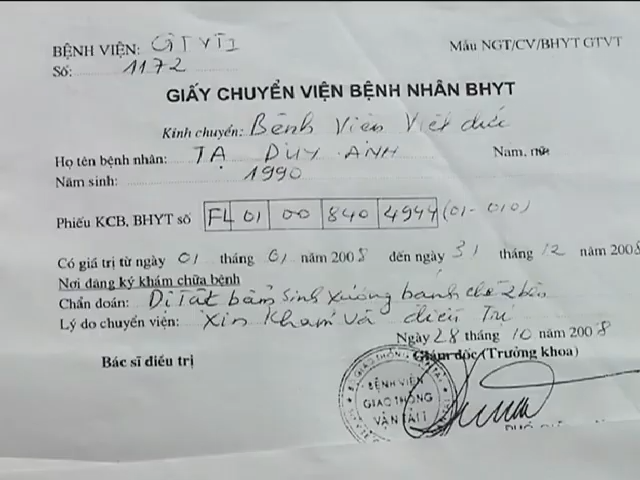 BỆNH VIỆN: GTVTI
Mẫu NGT/CV/BHYT GTVT
Số: 1172
GIẤY CHUYỂN VIỆN BỆNH NHÂN BHYT
Kính chuyển: Bệnh Viện Việt đức
Họ tên bệnh nhân: TẠ DUY ANH Nam, nữ
Năm sinh: 1990
Phiếu KCB, BHYT số FL 01 00 840 4944 (01-010)
Có giá trị từ ngày 01 tháng 01 năm 2008 đến ngày 31 tháng 12 năm 2008
Nơi đăng ký khám chữa bệnh
Chẩn đoán: Dị Tật bẩm Sinh xương bánh chè 2 bên
Lý do chuyển viện: Xin Khám và điều Trị
Ngày 28 tháng 10 năm 2008
Bác sĩ điều trị
Giám đốc (Trưởng khoa)
BỆNH VIỆN
GIAO THÔNG
VẬN TẢI I